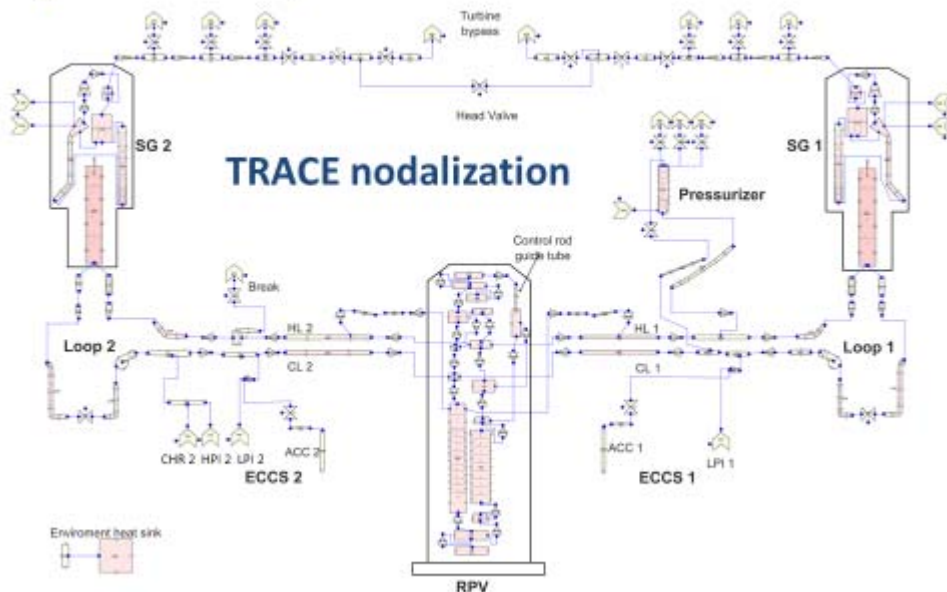 Turbine
bypass
Head Valve
SG 2
SG 1
TRACE nodalization
Pressurizer
Control rod
guide tube
Break
HL 2
HL 1
Loop 2
Loop 1
CL 2
CL 1
CHR 2
HPI 2
LPI 2
ACC 2
ACC 1
LPI 1
ECCS 2
ECCS 1
Enviroment heat sink
RPV